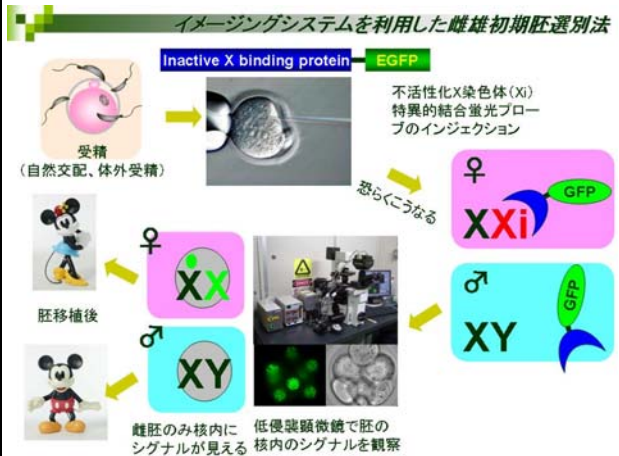 イメージングシステムを利用した雌雄初期胚選別法
Inactive X binding protein
EGFP
受精
(自然交配、体外受精)
不活性化X染色体(Xi)
特異的結合蛍光プロー
ブのインジェクション
恐らくこうなる
♀
GFP
XXi
♂
GFP
XY
♀
XX
胚移植後
♂
XY
雌胚のみ核内に
シグナルが見える
低侵襲顕微鏡で胚の
核内のシグナルを観察